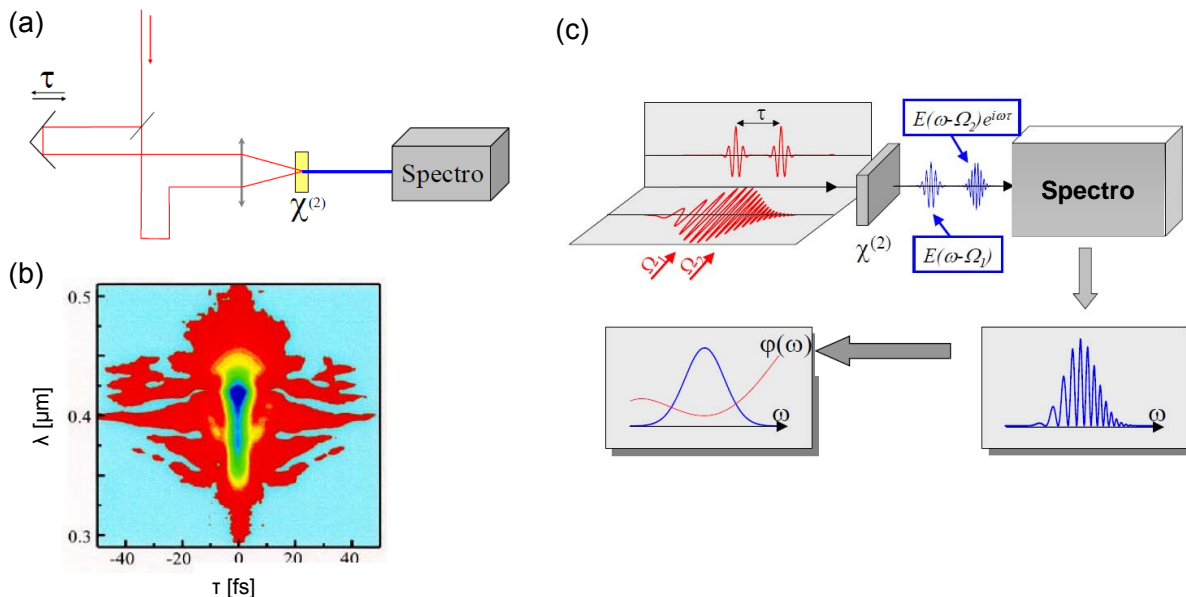 (a)
τ
χ(2)
Spectro
(b)
λ [μm]
0.5
0.4
0.3
-40 -20 0 20 40
τ [fs]
(c)
τ
Ω1 Ω2
χ(2)
E(ω-Ω2)e^iωτ
E(ω-Ω1)
Spectro
φ(ω)
ω
ω